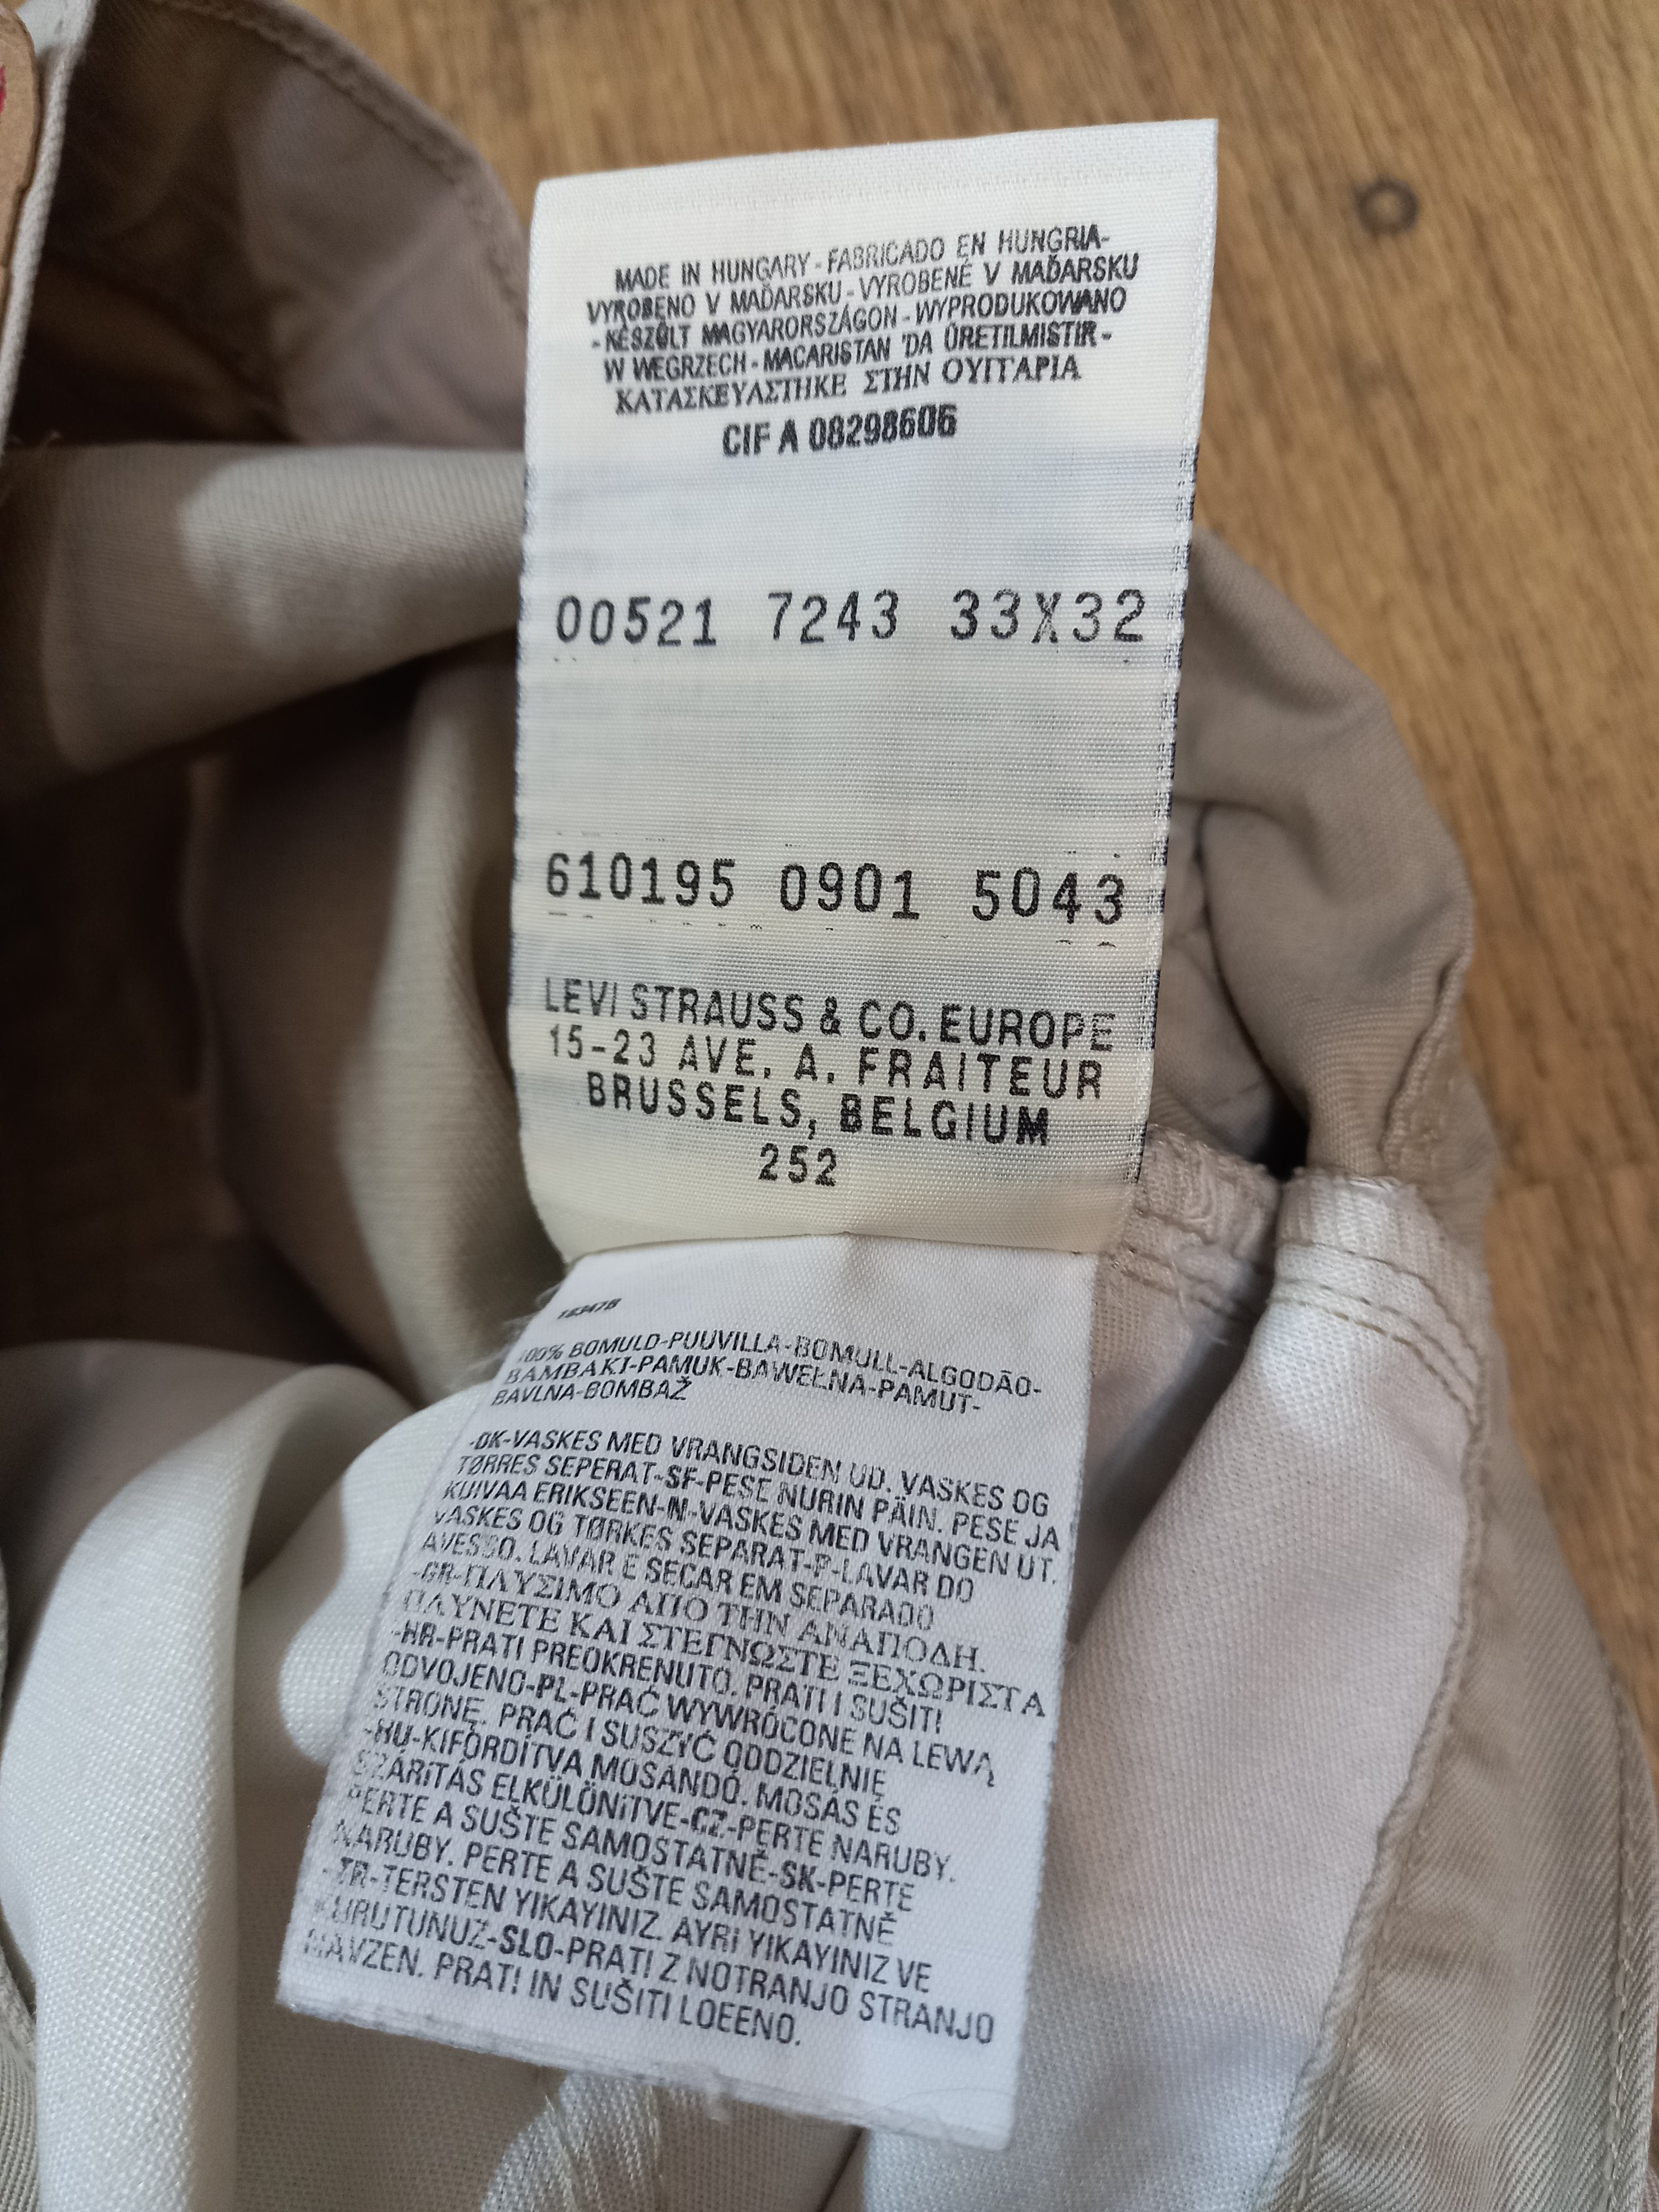 MADE IN HUNGARY - FABRICADO EN HUNGRIA-
VYROBENO V MAĎARSKU - VYROBENÉ V MAĎARSKU
- KÉSZÜLT MAGYARORSZÁGON - WYPRODUKOWANO
W WEGRZECH - MACARISTAN 'DA ÜRETILMISTIR -
ΚΑΤΑΣΚΕΥΑΣΤΗΚΕ ΣΤΗΝ ΟΥΓΓΑΡΙΑ
CIF A 08298606
00521 7243 33X32
610195 0901 5043
LEVI STRAUSS & CO. EUROPE
15-23 AVE. A. FRAITEUR
BRUSSELS, BELGIUM
252
100% BOMULD-PUUVILLA-BOMULL-ALGODÃO-
BAMBAKI-PAMUK-BAWEŁNA-PAMUT-
BAVLNA-BOMBAŽ
-DK-VASKES MED VRANGSIDEN UD. VASKES OG
TØRRES SEPERAT-SF-PESE NURIN PÄIN. PESE JA
KUIVAA ERIKSEEN-N-VASKES MED VRANGEN UT.
VASKES OG TØRKES SEPARAT-P-LAVAR DO
AVESSO. LAVAR E SECAR EM SEPARADO
-GR-ΠΛΥΣΙΜΟ ΑΠΟ ΤΗΝ ΑΝΑΠΟΔΗ.
ΠΛΥΝΕΤΕ ΚΑΙ ΣΤΕΓΝΩΣΤΕ ΞΕΧΩΡΙΣΤΑ
-HR-PRATI PREOKRENUTO. PRATI I SUŠITI
ODVOJENO-PL-PRAĆ WYWRÓCONE NA LEWĄ
STRONĘ. PRAĆ I SUSZYĆ ODDZIELNIĘ
-HU-KIFORDÍTVA MOSANDÓ. MOSÁS ÉS
SZÁRíTÁS ELKÜLÖNíTVE-CZ-PERTE NARUBY.
PERTE A SUŠTE SAMOSTATNĚ-SK-PERTE
NARUBY. PERTE A SUŠTE SAMOSTATNĚ
-TR-TERSTEN YIKAYINIZ. AYRi YIKAYINIZ VE
KURUTUNUZ-SLO-PRATI Z NOTRANJO STRANJO
NAVZEN. PRATI IN SUŠITI LOEENO.